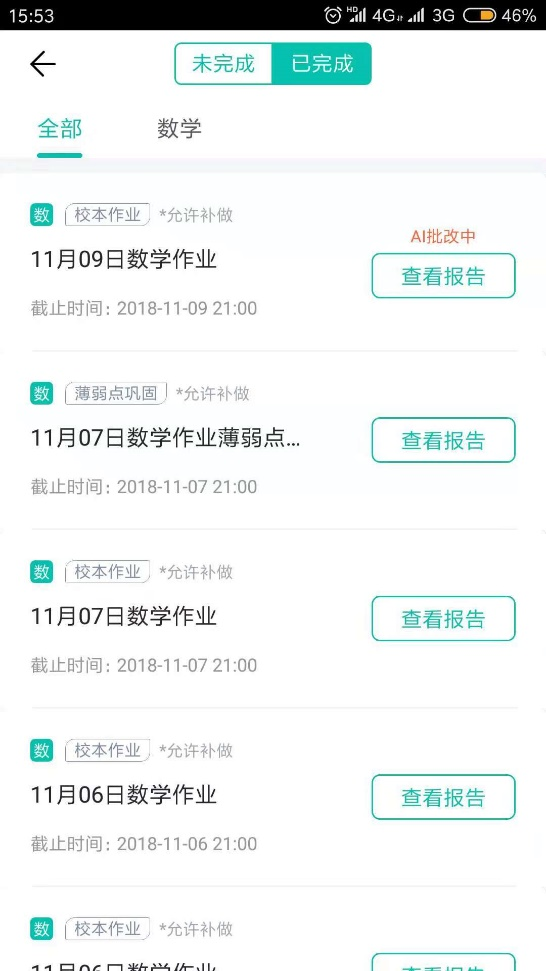 15:53 HD 4G 3G 46%
未完成 已完成
全部 数学
数 校本作业 *允许补做
AI批改中
11月09日数学作业 查看报告
截止时间：2018-11-09 21:00
数 薄弱点巩固 *允许补做
11月07日数学作业薄弱点... 查看报告
截止时间：2018-11-07 21:00
数 校本作业 *允许补做
11月07日数学作业 查看报告
截止时间：2018-11-07 21:00
数 校本作业 *允许补做
11月06日数学作业 查看报告
截止时间：2018-11-06 21:00
数 校本作业 *允许补做
11月06日数学作业 查看报告